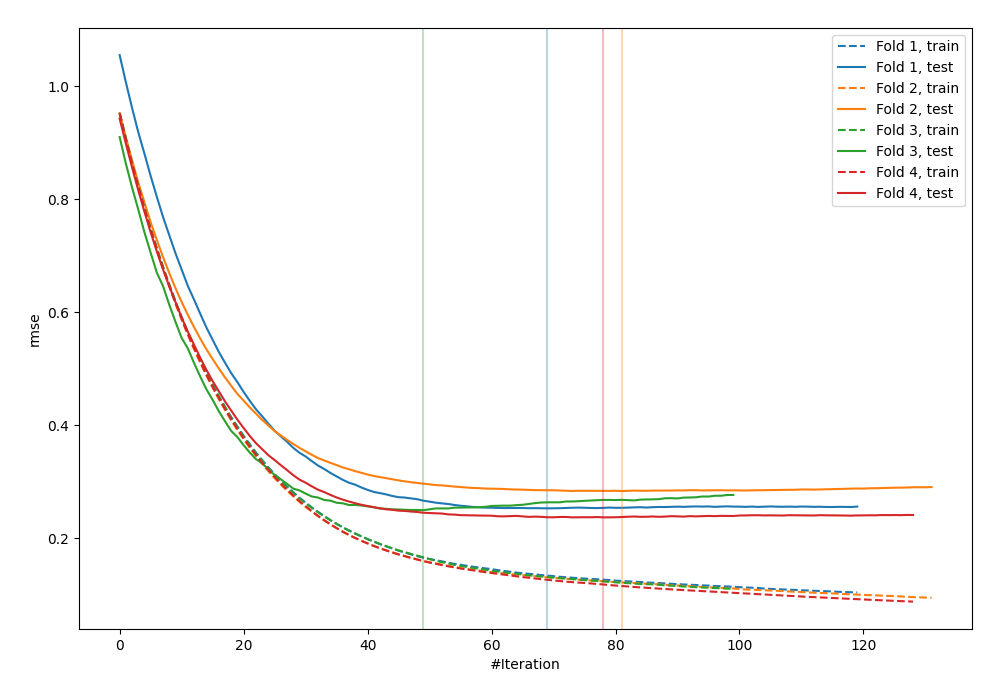 Fold 1, train
Fold 1, test
Fold 2, train
Fold 2, test
Fold 3, train
Fold 3, test
Fold 4, train
Fold 4, test
1.0
0.8
0.6
0.4
0.2
rmse
0 20 40 60 80 100 120
#Iteration